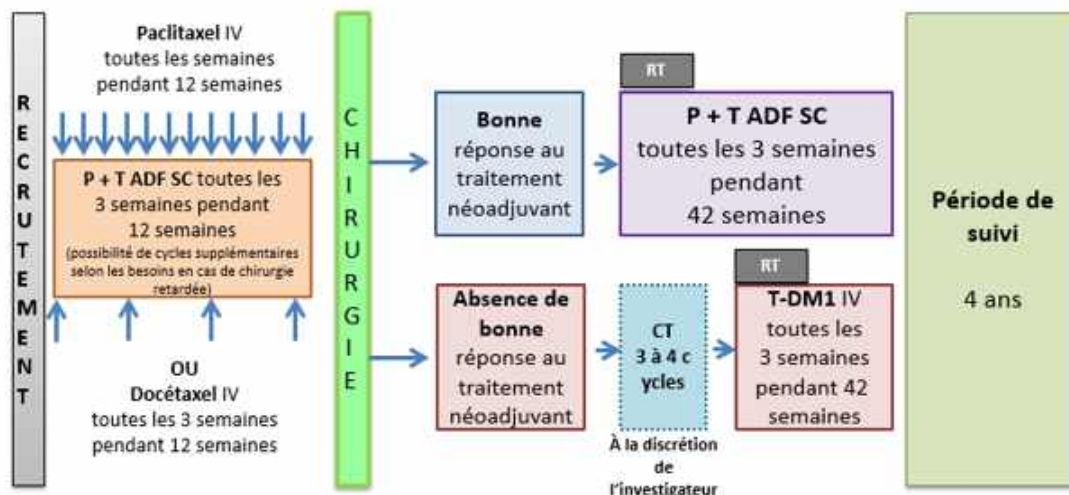 RECRUTEMENT
Paclitaxel IV
toutes les semaines
pendant 12 semaines
P + T ADF SC toutes les
3 semaines pendant
12 semaines
(possibilité de cycles supplémentaires
selon les besoins en cas de chirurgie
retardée)
OU
Docétaxel IV
toutes les 3 semaines
pendant 12 semaines
CHIRURGIE
Bonne
réponse au
traitement
néoadjuvant
RT
P + T ADF SC
toutes les 3 semaines
pendant
42 semaines
Absence de
bonne
réponse au
traitement
néoadjuvant
CT
3 à 4 c
ycles
À la discrétion
de
l'investigateur
RT
T-DM1 IV
toutes les
3 semaines
pendant 42
semaines
Période de
suivi
4 ans